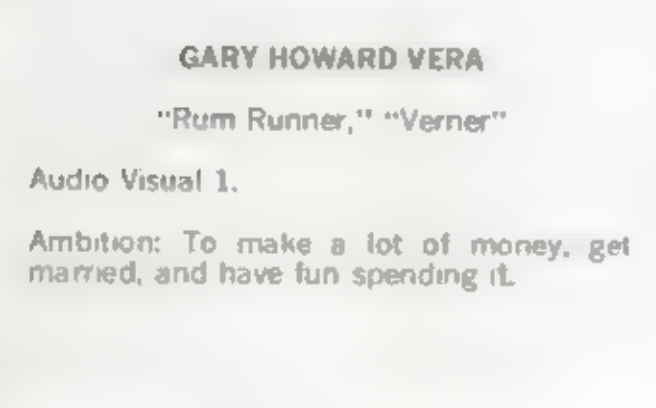 GARY HOWARD VERA
"Rum Runner," "Verner"
Audio Visual 1.
Ambition: To make a lot of money, get
married, and have fun spending it.